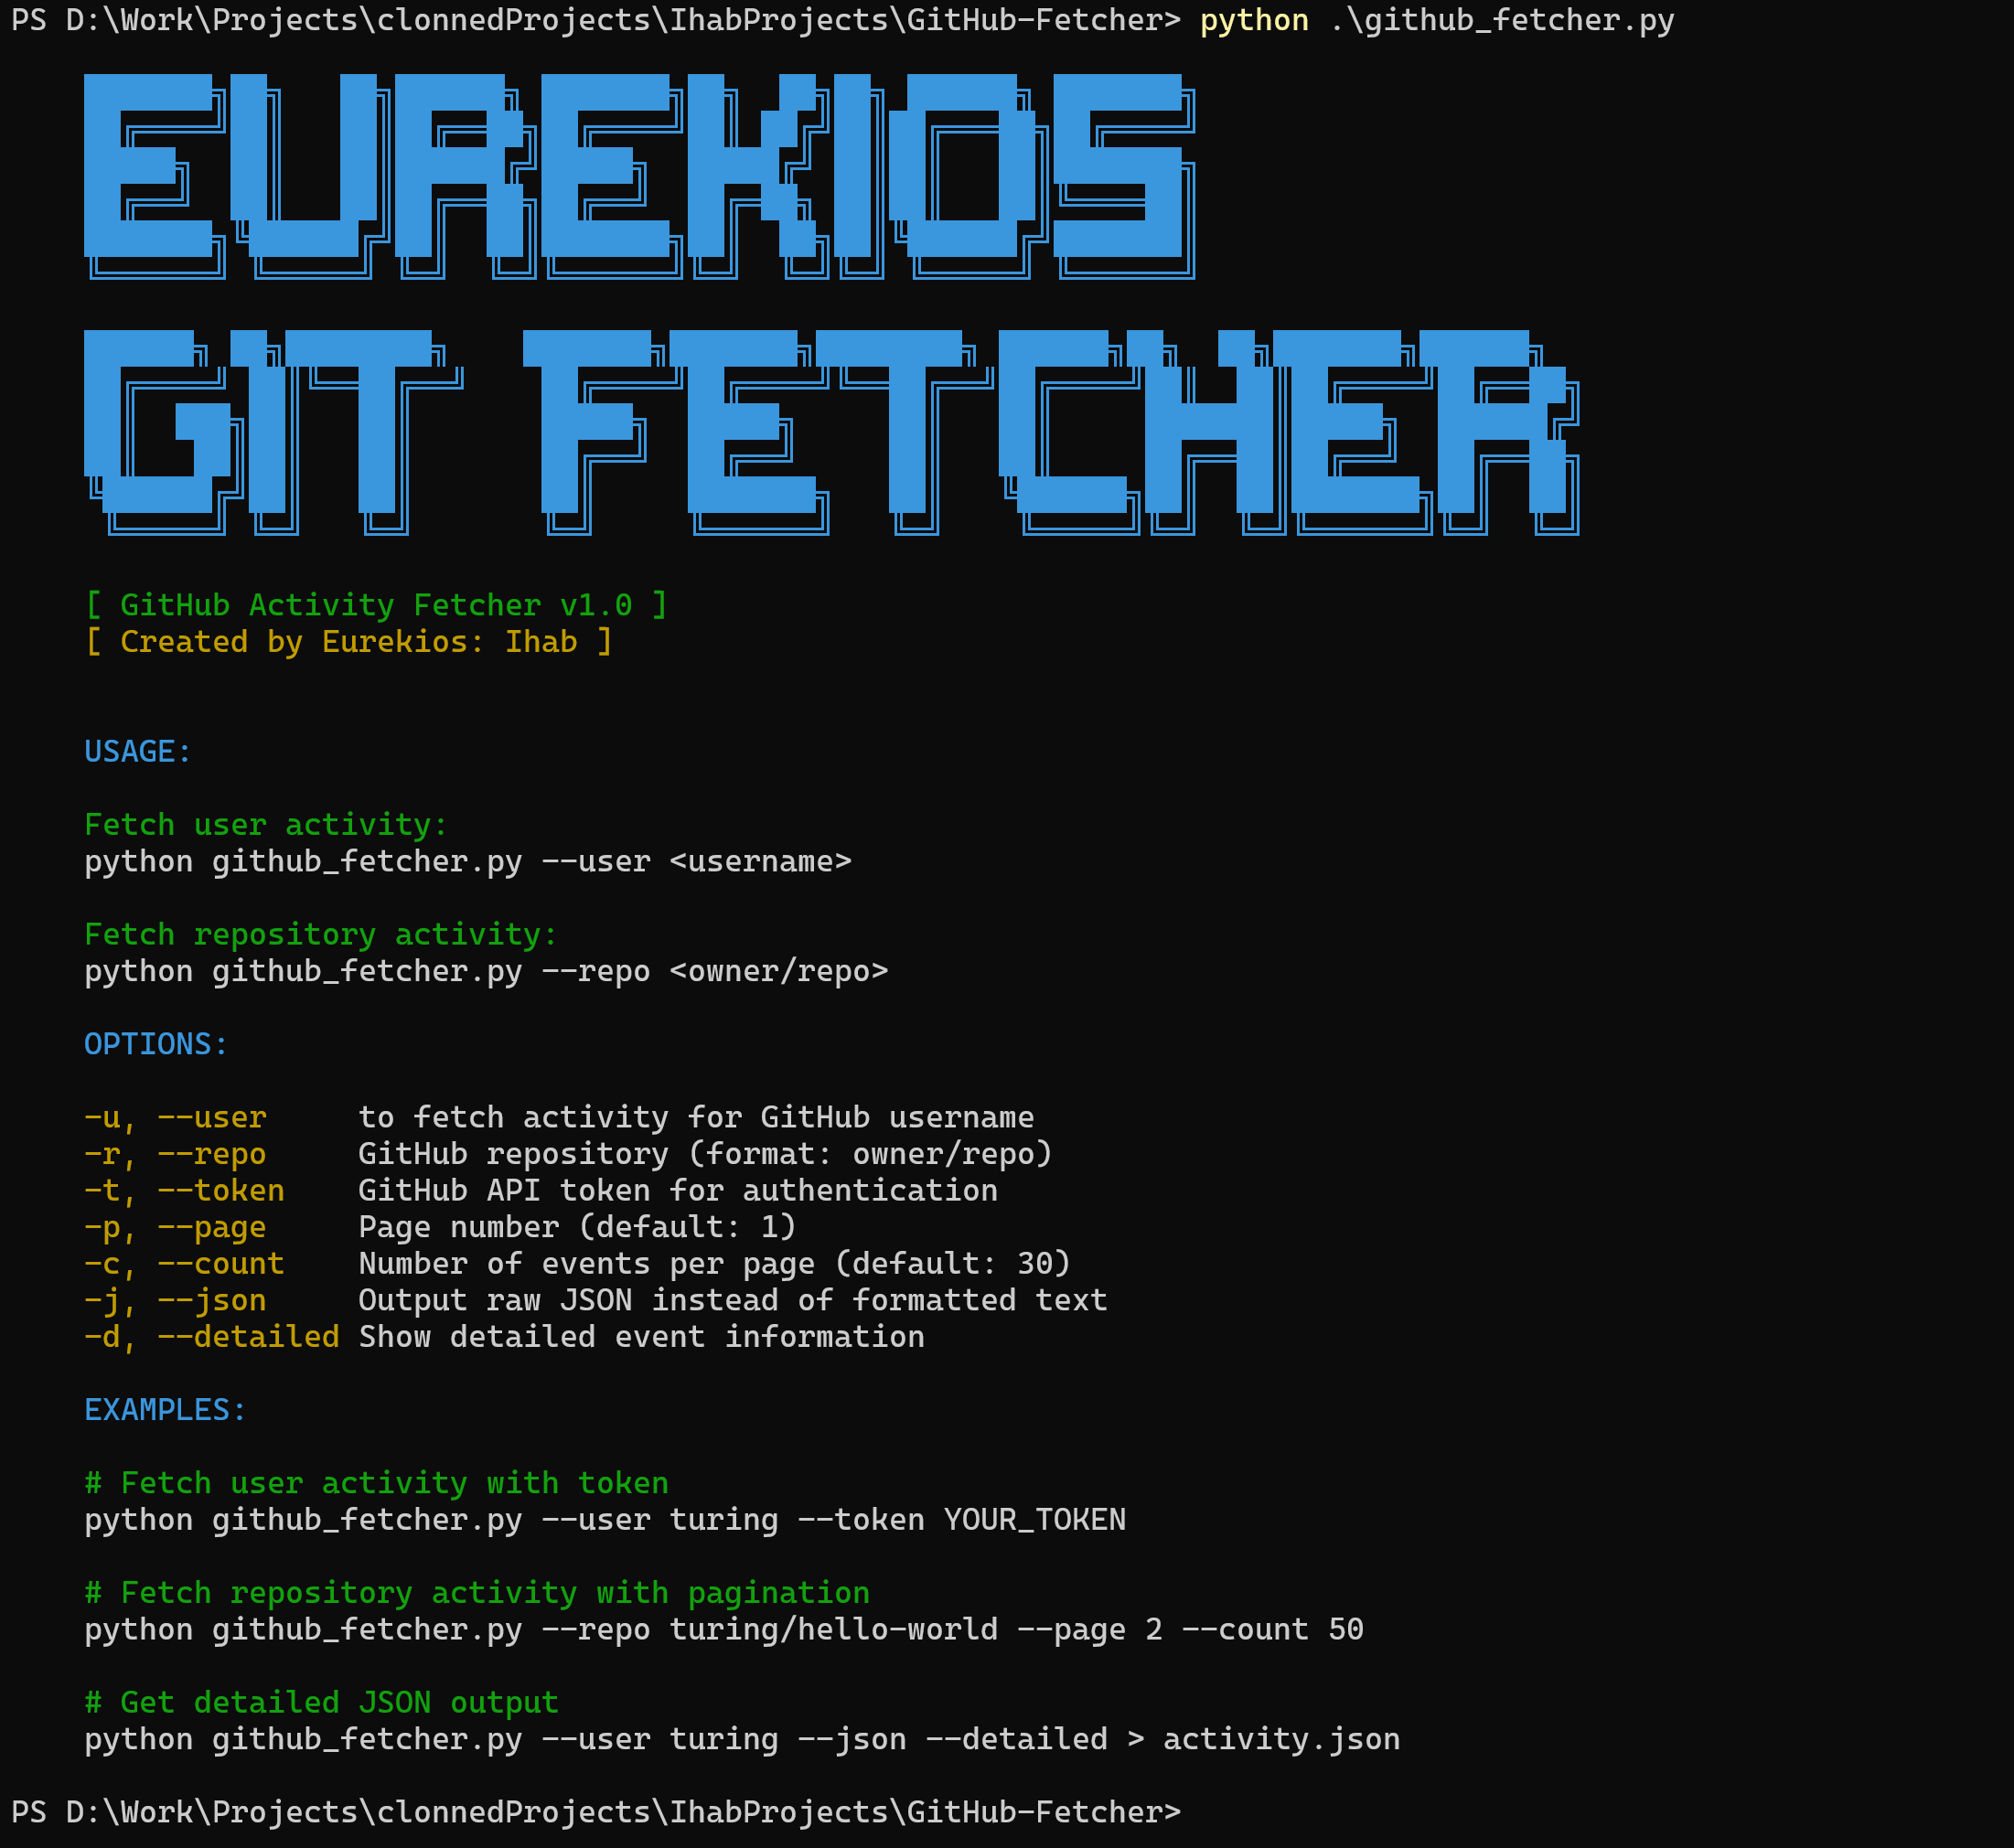 PS D:\Work\Projects\clonnedProjects\IhabProjects\GitHub-Fetcher> python .\github_fetcher.py
EUREKIOS
GIT FETCHER
[ GitHub Activity Fetcher v1.0 ]
[ Created by Eurekios: Ihab ]
USAGE:
Fetch user activity:
python github_fetcher.py --user <username>
Fetch repository activity:
python github_fetcher.py --repo <owner/repo>
OPTIONS:
-u, --user     to fetch activity for GitHub username
-r, --repo     GitHub repository (format: owner/repo)
-t, --token    GitHub API token for authentication
-p, --page     Page number (default: 1)
-c, --count    Number of events per page (default: 30)
-j, --json     Output raw JSON instead of formatted text
-d, --detailed Show detailed event information
EXAMPLES:
# Fetch user activity with token
python github_fetcher.py --user turing --token YOUR_TOKEN
# Fetch repository activity with pagination
python github_fetcher.py --repo turing/hello-world --page 2 --count 50
# Get detailed JSON output
python github_fetcher.py --user turing --json --detailed > activity.json
PS D:\Work\Projects\clonnedProjects\IhabProjects\GitHub-Fetcher>